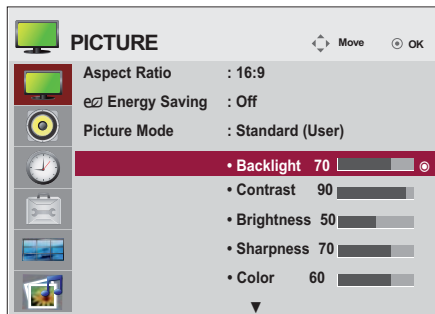 PICTURE
Move
OK
Aspect Ratio : 16:9
Energy Saving : Off
Picture Mode : Standard (User)
• Backlight 70
• Contrast 90
• Brightness 50
• Sharpness 70
• Color 60